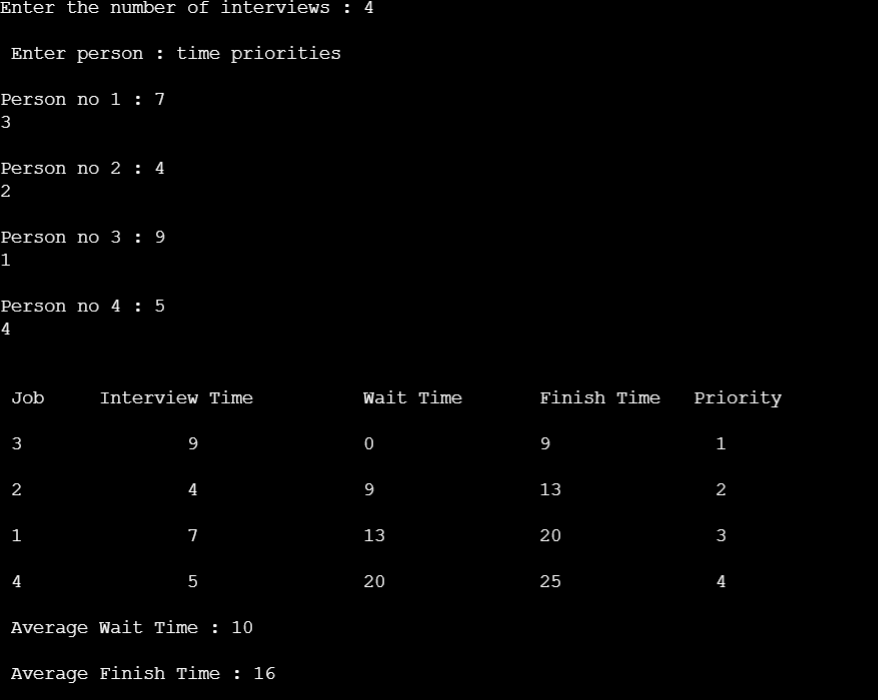 Enter the number of interviews : 4
Enter person : time priorities
Person no 1 : 7
3
Person no 2 : 4
2
Person no 3 : 9
1
Person no 4 : 5
4
Job Interview Time Wait Time Finish Time Priority
3 9 0 9 1
2 4 9 13 2
1 7 13 20 3
4 5 20 25 4
Average Wait Time : 10
Average Finish Time : 16